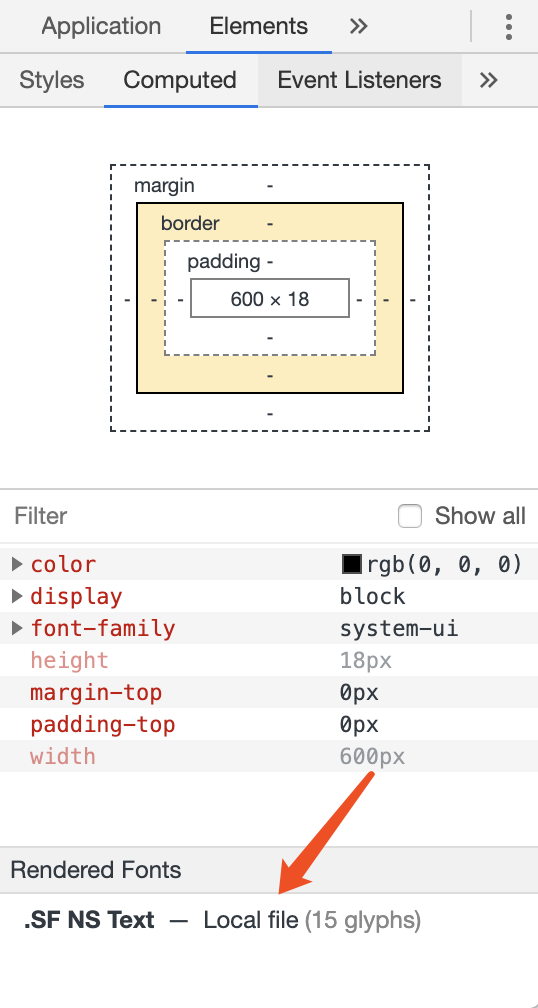 Application Elements »
Styles Computed Event Listeners »
margin -
border -
padding -
- - - 600 × 18 - - -
-
-
-
Filter Show all
color rgb(0, 0, 0)
display block
font-family system-ui
height 18px
margin-top 0px
padding-top 0px
width 600px
Rendered Fonts
.SF NS Text — Local file (15 glyphs)